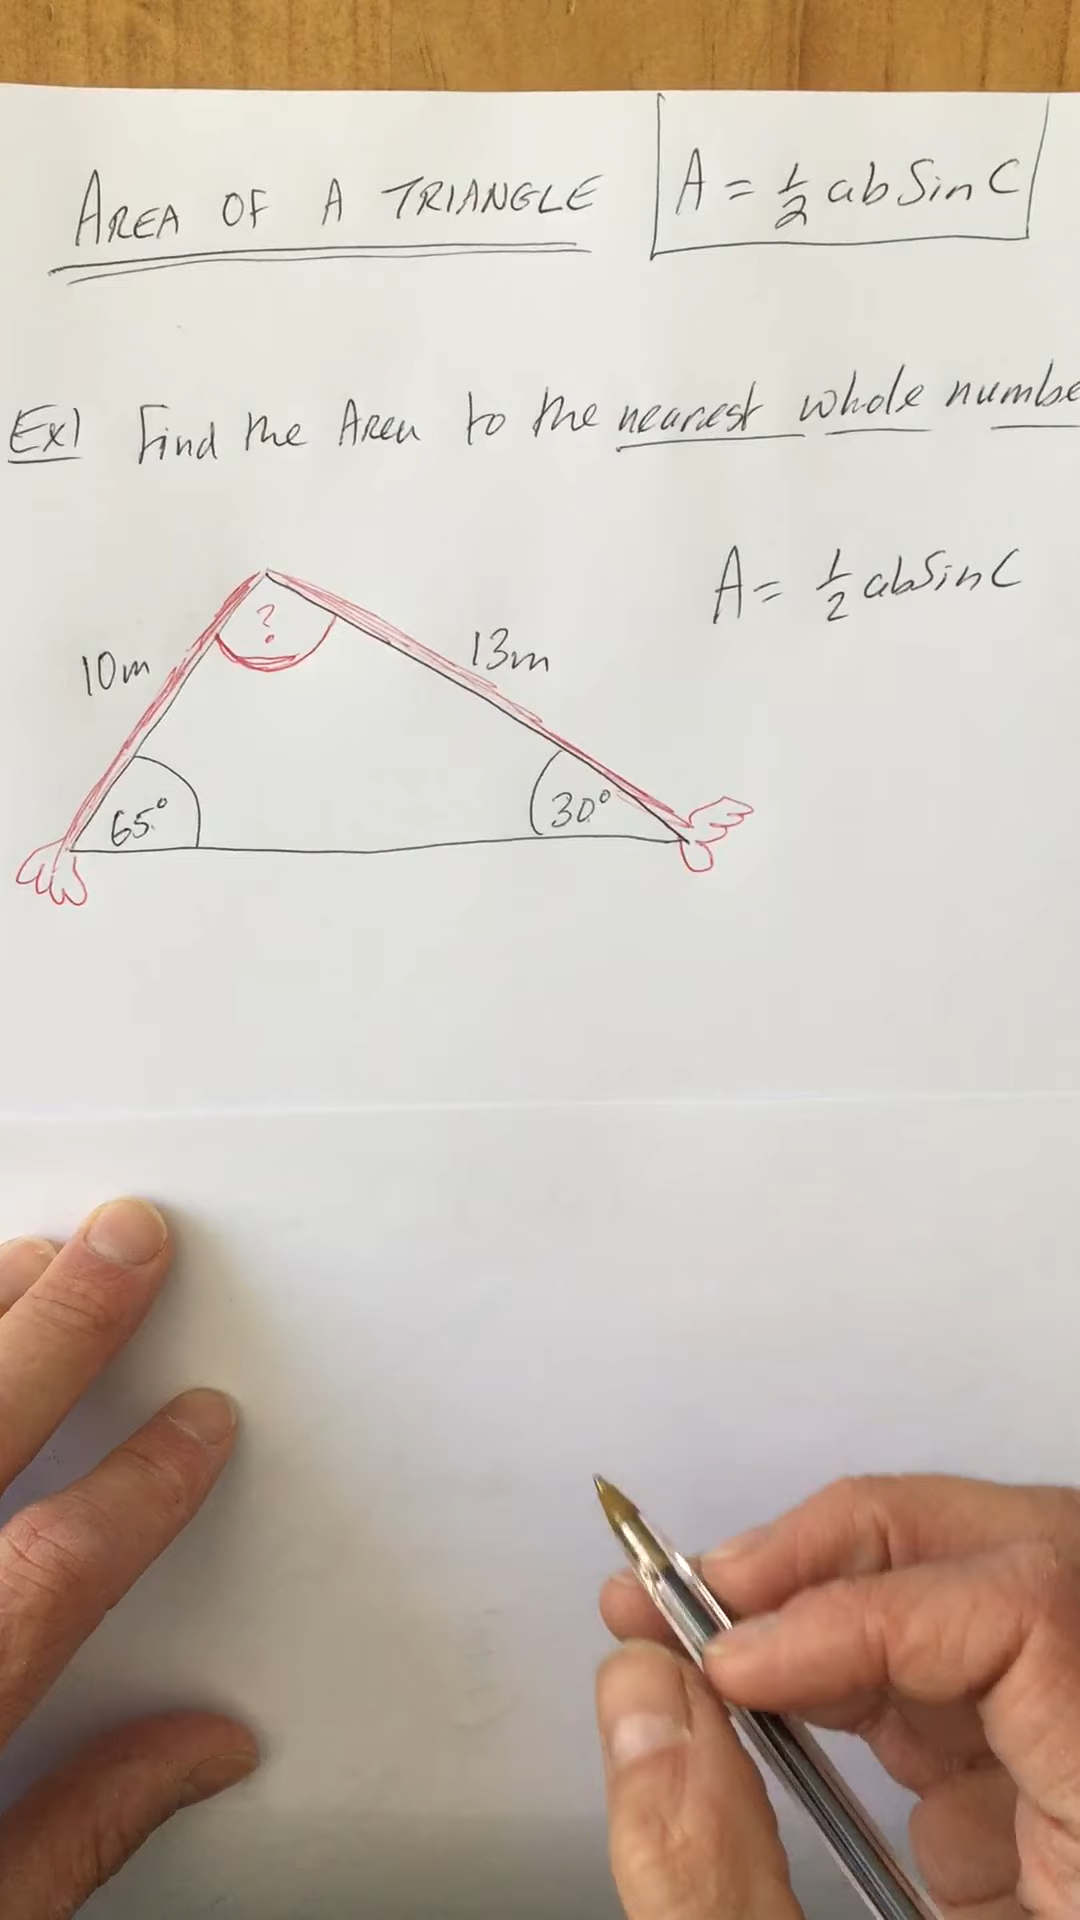 AREA OF A TRIANGLE
A = 1/2 ab Sin C
Ex1 Find the Area to the nearest whole numbe
A = 1/2 abSinC
?
10m
13m
65°
30°